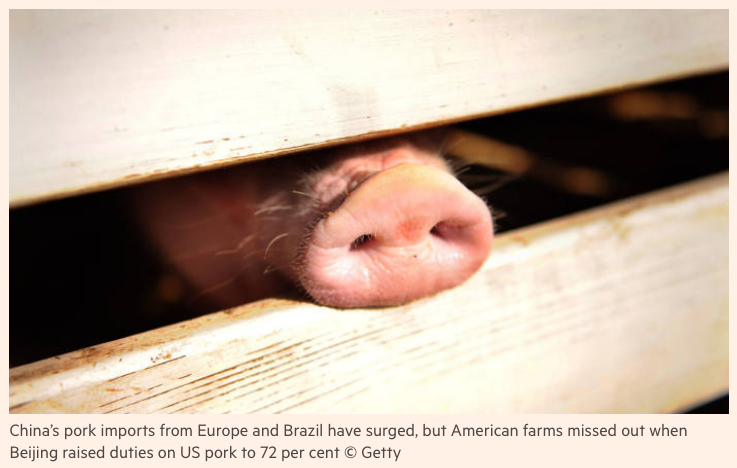 China’s pork imports from Europe and Brazil have surged, but American farms missed out when
Beijing raised duties on US pork to 72 per cent © Getty